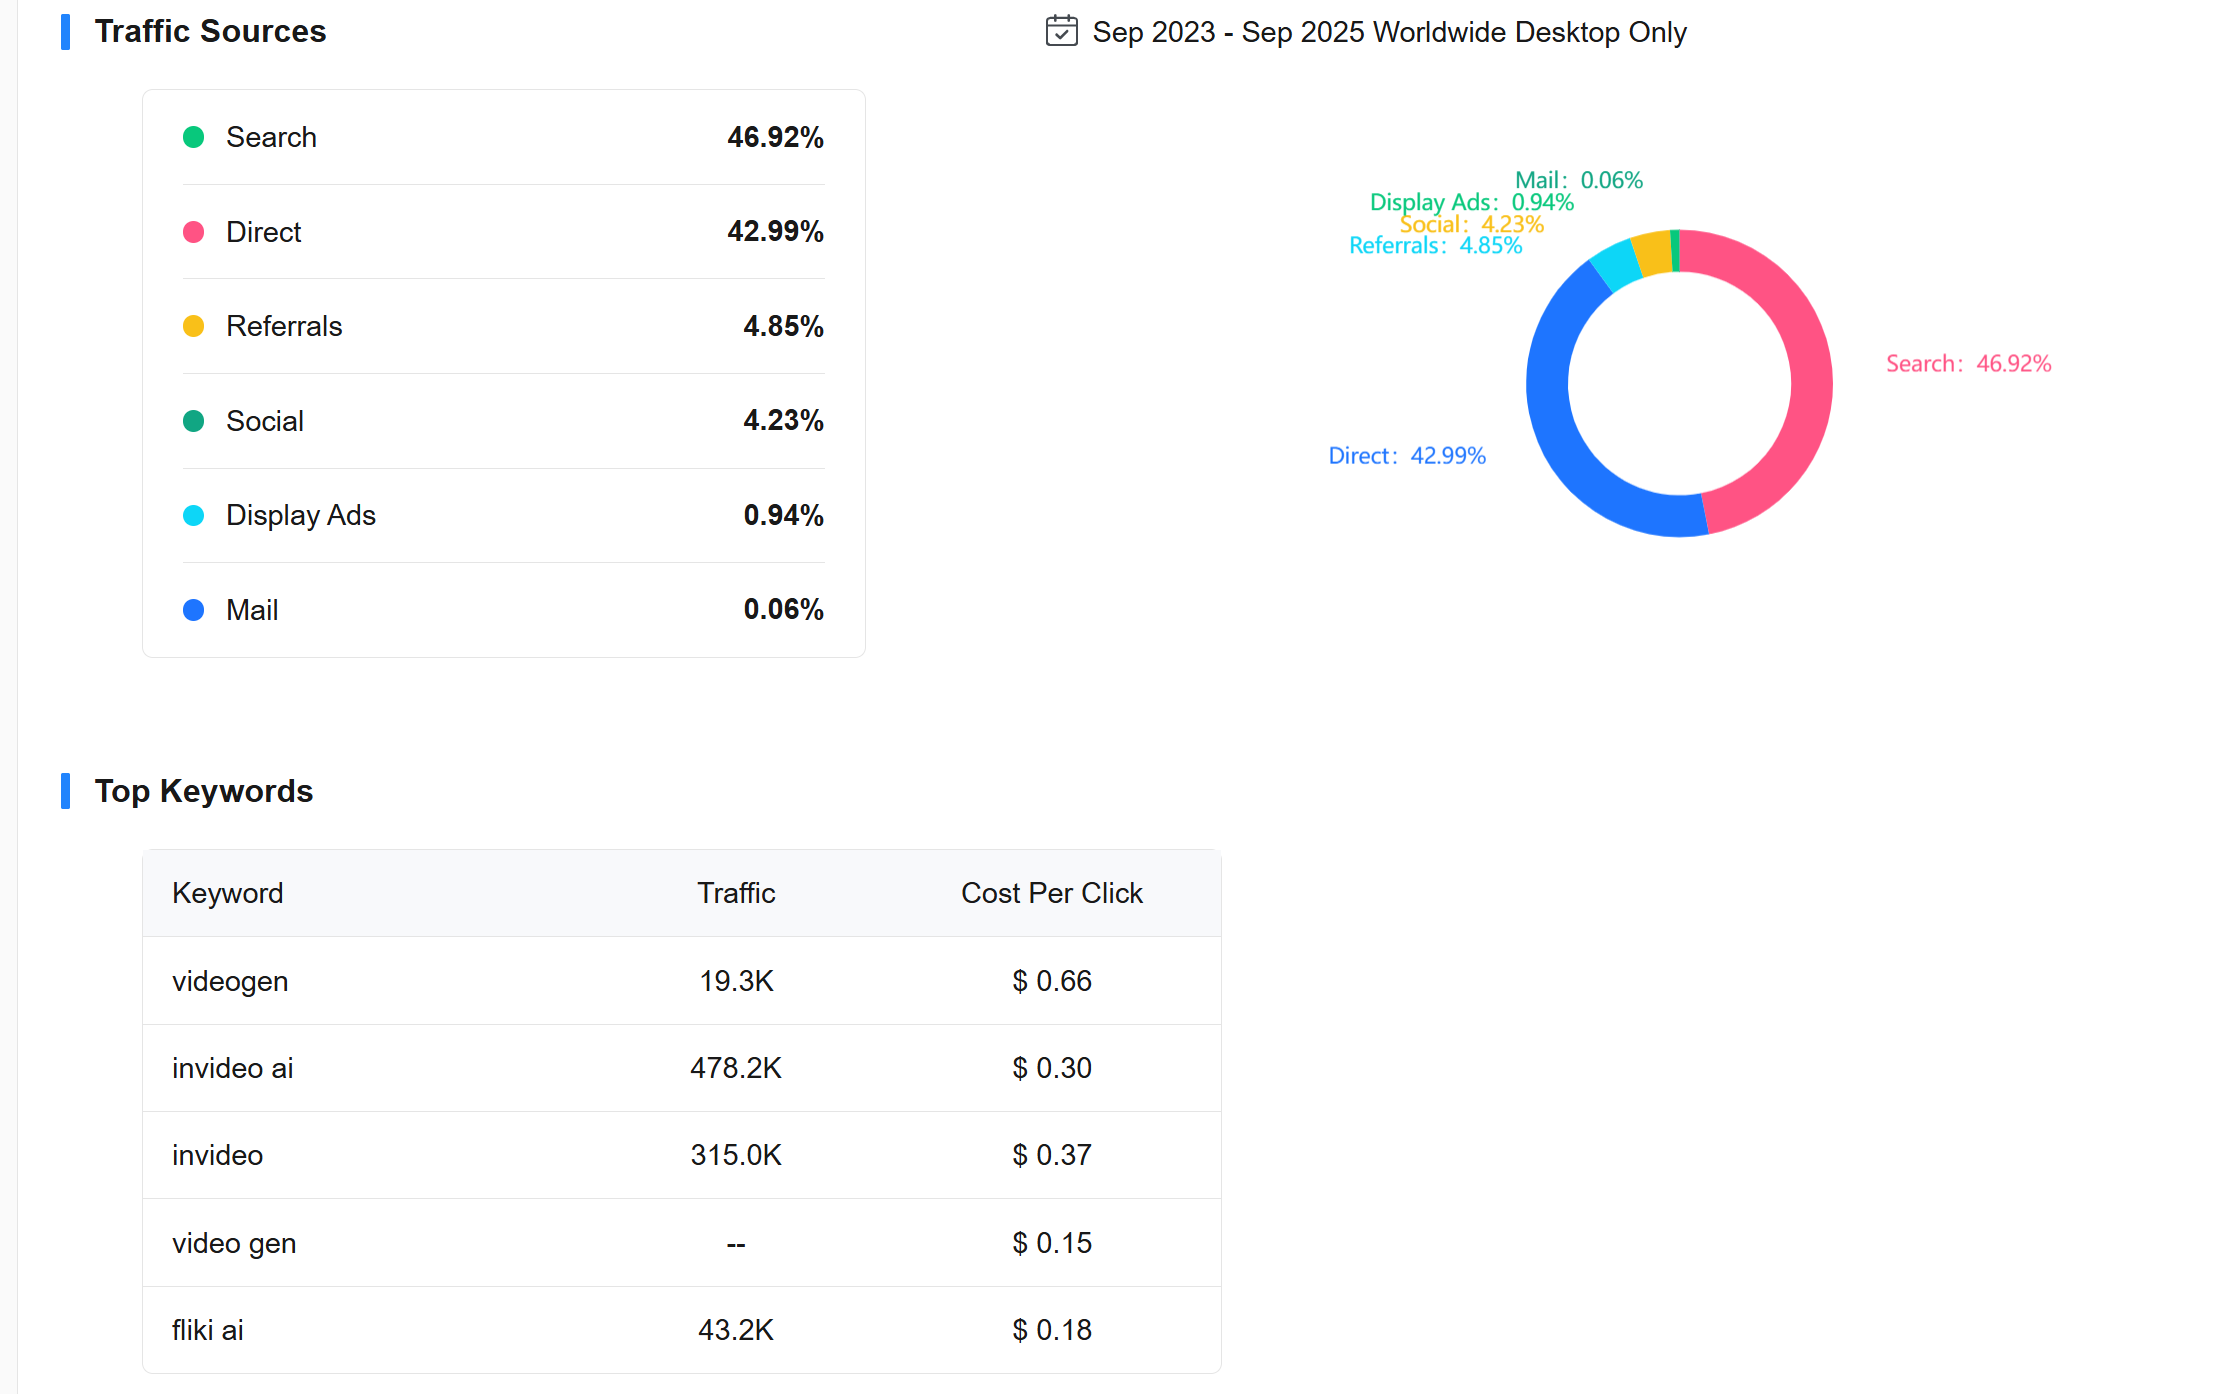 Traffic Sources
Sep 2023 - Sep 2025 Worldwide Desktop Only
Search 46.92%
Direct 42.99%
Referrals 4.85%
Social 4.23%
Display Ads 0.94%
Mail 0.06%
Mail: 0.06%
Display Ads: 0.94%
Social: 4.23%
Referrals: 4.85%
Search: 46.92%
Direct: 42.99%
Top Keywords
Keyword Traffic Cost Per Click
videogen 19.3K $ 0.66
invideo ai 478.2K $ 0.30
invideo 315.0K $ 0.37
video gen -- $ 0.15
fliki ai 43.2K $ 0.18